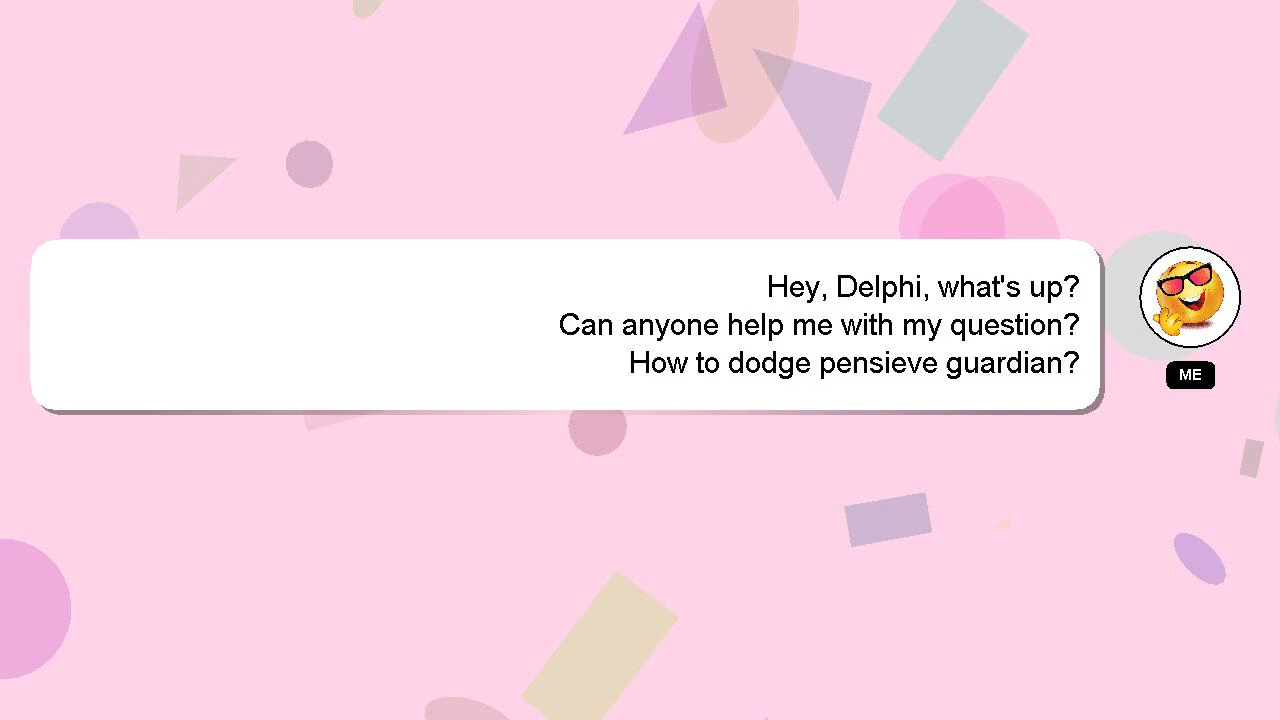 Hey, Delphi, what's up?
Can anyone help me with my question?
How to dodge pensieve guardian?
ME